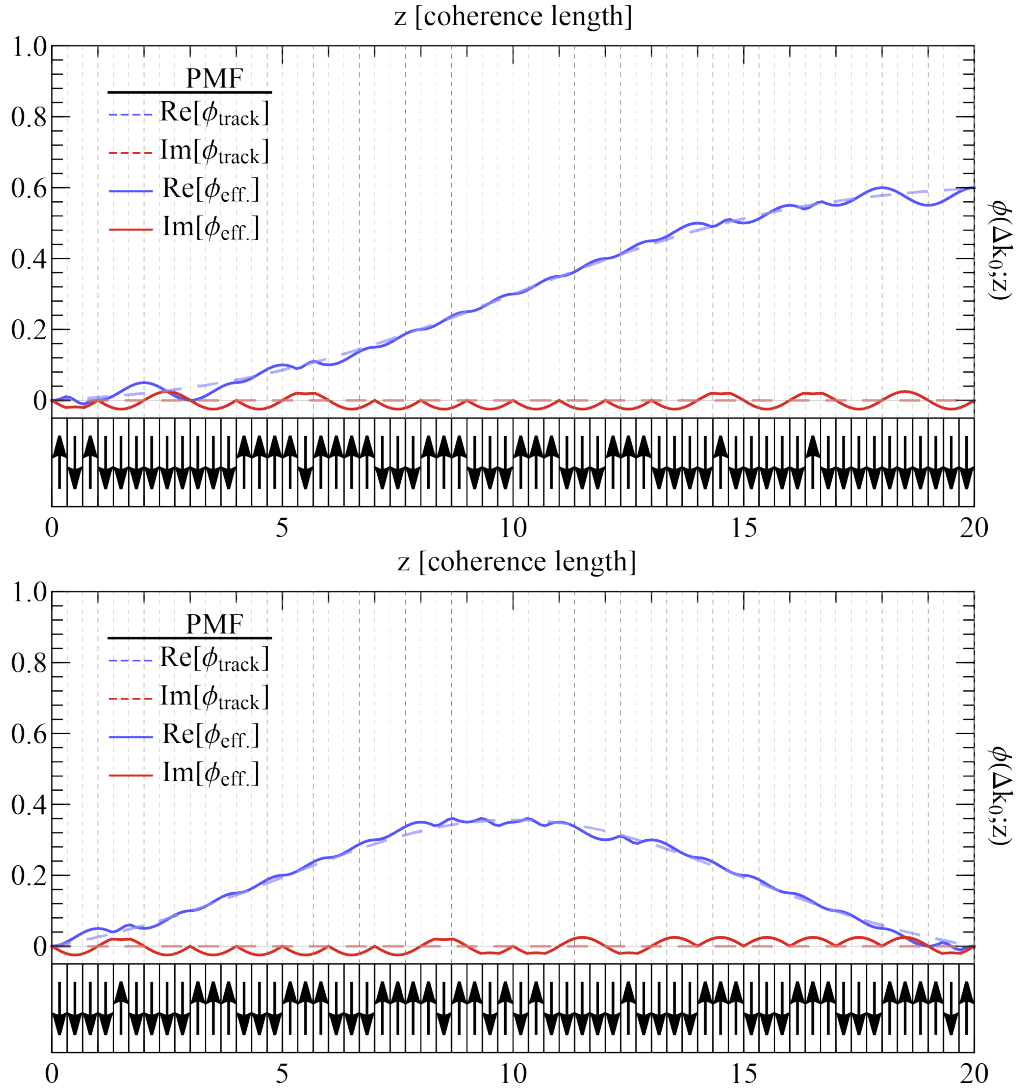 z [coherence length]
1.0
0.8
0.6
0.4
0.2
0
PMF
Re[ϕtrack]
Im[ϕtrack]
Re[ϕeff.]
Im[ϕeff.]
ϕ(Δk0;z)
0 5 10 15 20
z [coherence length]
1.0
0.8
0.6
0.4
0.2
0
PMF
Re[ϕtrack]
Im[ϕtrack]
Re[ϕeff.]
Im[ϕeff.]
ϕ(Δk0;z)
0 5 10 15 20